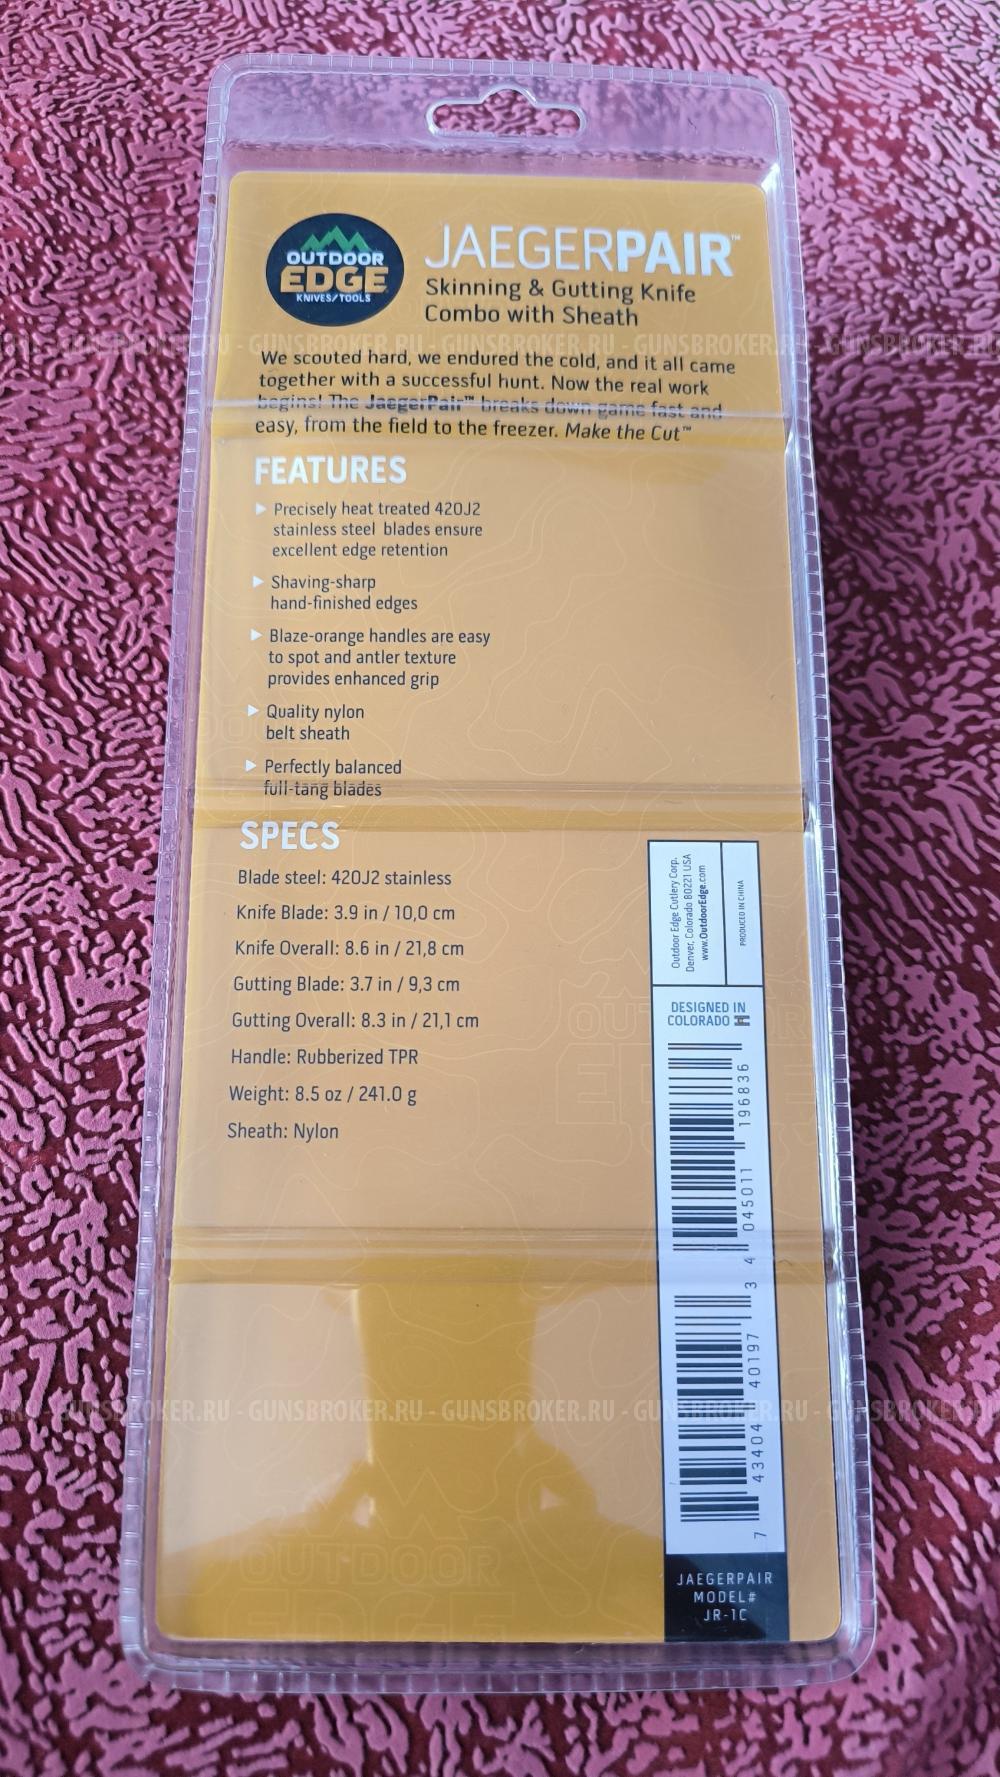 OUTDOOR
EDGE
KNIVES/TOOLS
JAEGERPAIR™
Skinning & Gutting Knife
Combo with Sheath
RU - GUNSBROKER.RU - GUNSBROKER.RU - GUNSBROKER.RU - GUNSBROKER.RU - GUNSBROKER.RU
We scouted hard, we endured the cold, and it all came
together with a successful hunt. Now the real work
begins! The JaegerPair™ breaks down game fast and
easy, from the field to the freezer. Make the Cut™
FEATURES
Precisely heat treated 420J2
stainless steel blades ensure
excellent edge retention
Shaving-sharp
hand-finished edges
Blaze-orange handles are easy
to spot and antler texture
provides enhanced grip
Quality nylon
belt sheath
Perfectly balanced
full-tang blades
SPECS
Blade steel: 420J2 stainless
Knife Blade: 3.9 in / 10,0 cm
Knife Overall: 8.6 in / 21,8 cm
Gutting Blade: 3.7 in / 9,3 cm
Gutting Overall: 8.3 in / 21,1 cm
Handle: Rubberized TPR
Weight: 8.5 oz / 241.0 g
Sheath: Nylon
Outdoor Edge Cutlery Corp.
Denver, Colorado 80221 USA
www.OutdoorEdge.com
PRODUCED IN CHINA
DESIGNED IN
COLORADO
4 045011 196836
7 43404 40197 3
RU - GUNSBROKER.RU - GUNSBROKER.RU - GUNSBROKER.RU - GUNSBROKER.RU - GUNSBROKER.RU
OUTDOOR
JAEGERPAIR
MODEL#
JR-1C